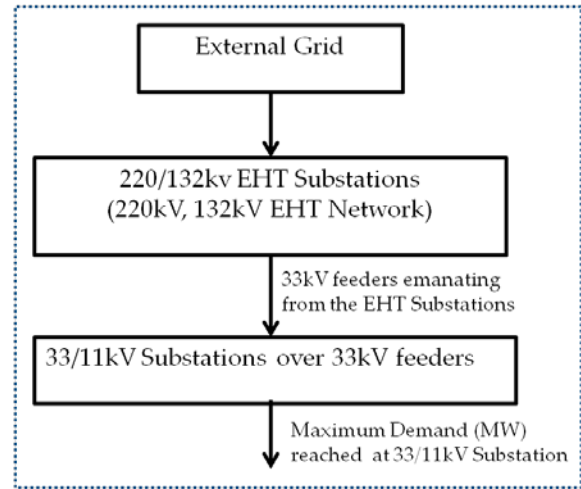 External Grid
220/132kv EHT Substations
(220kV, 132kV EHT Network)
33kV feeders emanating
from the EHT Substations
33/11kV Substations over 33kV feeders
Maximum Demand (MW)
reached at 33/11kV Substation